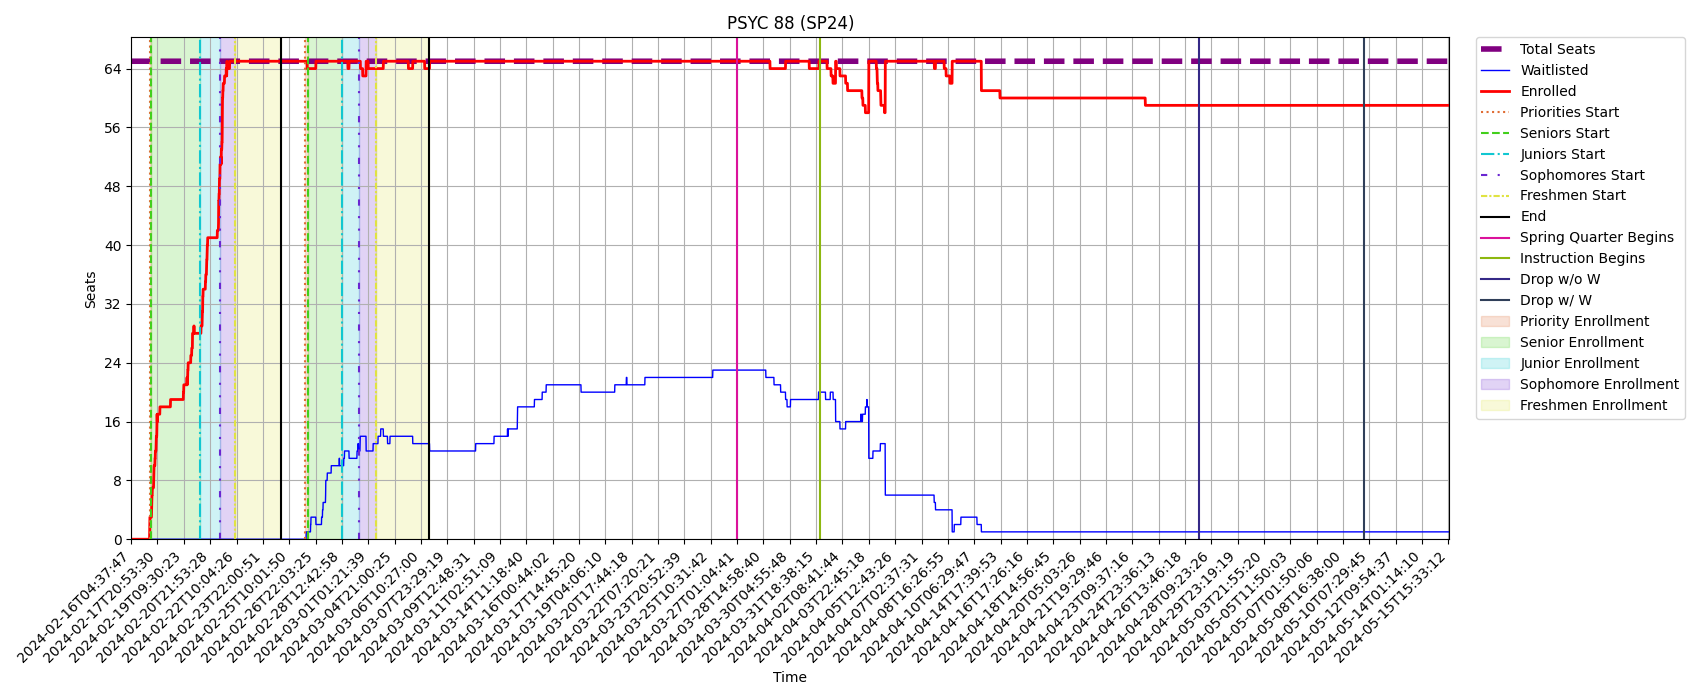 PSYC 88 (SP24)
Seats
64
56
48
40
32
24
16
8
0
2024-02-16T04:37:47
2024-02-17T20:53:30
2024-02-19T09:30:23
2024-02-20T21:53:28
2024-02-22T10:04:26
2024-02-23T22:00:51
2024-02-25T10:01:50
2024-02-26T22:03:25
2024-02-28T12:42:58
2024-03-01T01:21:39
2024-03-04T21:00:25
2024-03-06T10:27:00
2024-03-07T23:29:19
2024-03-09T12:48:31
2024-03-11T02:51:09
2024-03-14T11:18:40
2024-03-16T00:44:02
2024-03-17T14:45:20
2024-03-19T04:06:10
2024-03-20T17:44:18
2024-03-22T07:20:21
2024-03-23T20:52:39
2024-03-25T10:31:42
2024-03-27T01:04:41
2024-03-28T14:58:40
2024-03-30T04:55:48
2024-03-31T18:38:15
2024-04-02T08:41:44
2024-04-03T22:45:18
2024-04-05T12:43:26
2024-04-07T02:37:31
2024-04-08T16:26:55
2024-04-10T06:29:47
2024-04-14T17:39:53
2024-04-16T17:26:16
2024-04-18T14:56:45
2024-04-20T05:03:26
2024-04-21T19:29:46
2024-04-23T09:37:16
2024-04-24T23:36:13
2024-04-26T13:46:18
2024-04-28T09:23:26
2024-04-29T23:19:19
2024-05-03T21:55:20
2024-05-05T11:50:03
2024-05-07T01:50:06
2024-05-08T16:38:00
2024-05-10T07:29:45
2024-05-12T09:54:37
2024-05-14T01:14:10
2024-05-15T15:33:12
Time
Total Seats
Waitlisted
Enrolled
Priorities Start
Seniors Start
Juniors Start
Sophomores Start
Freshmen Start
End
Spring Quarter Begins
Instruction Begins
Drop w/o W
Drop w/ W
Priority Enrollment
Senior Enrollment
Junior Enrollment
Sophomore Enrollment
Freshmen Enrollment